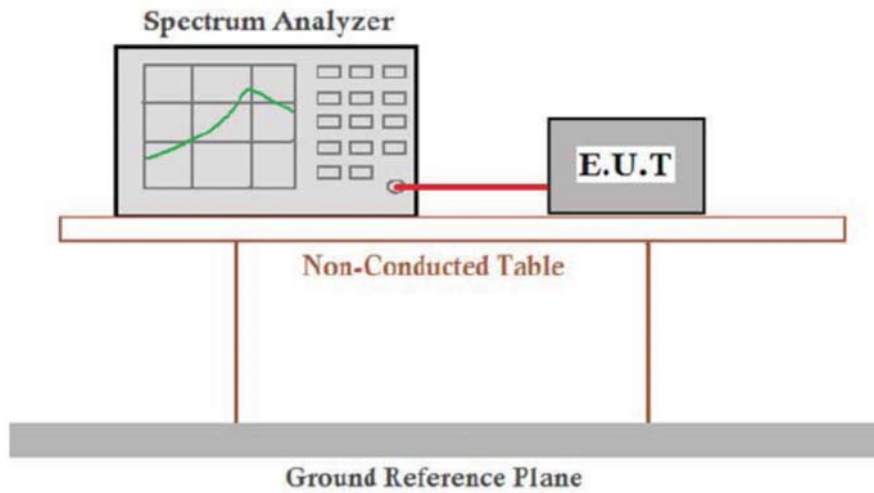 Spectrum Analyzer
E.U.T
Non-Conducted Table
Ground Reference Plane